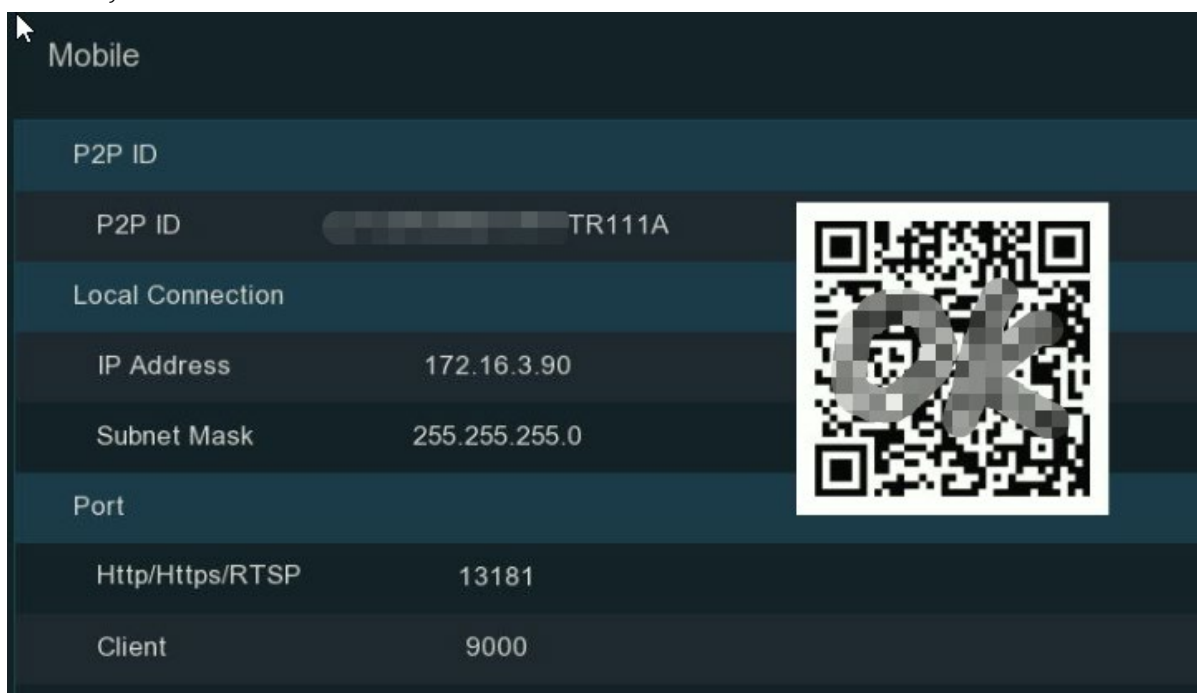 Mobile
P2P ID
P2P ID TR111A
Local Connection
IP Address 172.16.3.90
Subnet Mask 255.255.255.0
Port
Http/Https/RTSP 13181
Client 9000
OK